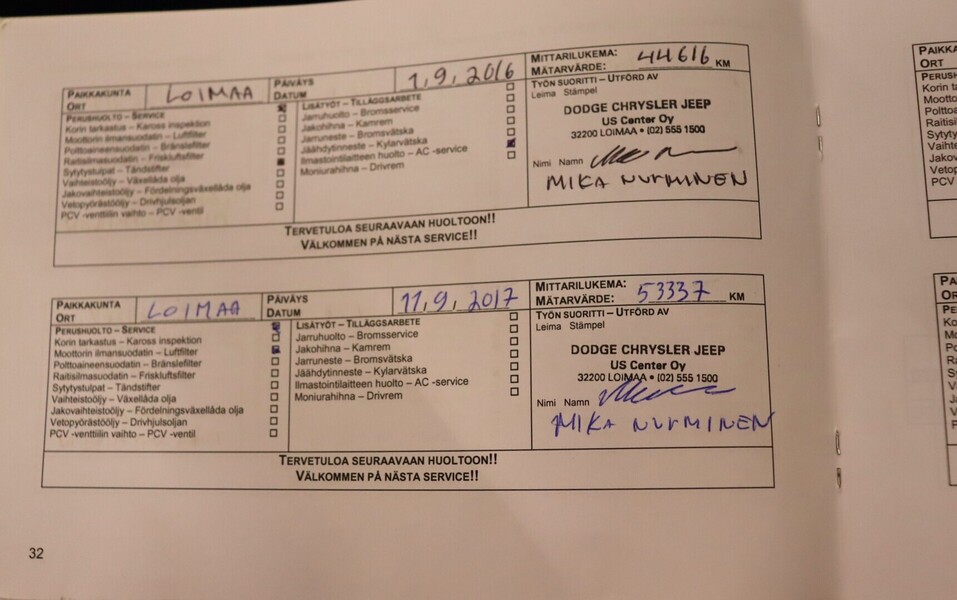 PAIKKAKUNTA
ORT
LOIMAA
PÄIVÄYS
DATUM
1,9,2016
MITTARILUKEMA:
MÄTARVÄRDE: 44616 KM
PERUSHUOLTO – SERVICE
Korin tarkastus – Kaross inspektion
Moottorin ilmansuodatin – Luftfilter
Polttoaineensuodatin – Bränslefilter
Raitisilmasuodatin – Friskluftsfilter
Sytytystulpat – Tändstifter
Vaihteistoöljy – Växellåda olja
Jakovaihteistoöljy – Fördelningsväxellåda olja
Vetopyörästööljy – Drivhjulsoljan
PCV -venttiilin vaihto – PCV -ventil
LISÄTYÖT – TILLÄGGSARBETE
Jarruhuolto – Bromsservice
Jakohihna – Kamrem
Jarruneste – Bromsvätska
Jäähdytinneste – Kylarvätska
Ilmastointilaitteen huolto – AC -service
Moniurahihna – Drivrem
TYÖN SUORITTI – UTFÖRD AV
Leima Stämpel
DODGE CHRYSLER JEEP
US Center Oy
32200 LOIMAA • (02) 555 1500
Nimi Namn
MIKA NURMINEN
TERVETULOA SEURAAVAAN HUOLTOON!!
VÄLKOMMEN PÅ NÄSTA SERVICE!!
PAIKKAKUNTA
ORT
LOIMAA
PÄIVÄYS
DATUM
11,9,2017
MITTARILUKEMA:
MÄTARVÄRDE: 53337 KM
PERUSHUOLTO – SERVICE
Korin tarkastus – Kaross inspektion
Moottorin ilmansuodatin – Luftfilter
Polttoaineensuodatin – Bränslefilter
Raitisilmasuodatin – Friskluftsfilter
Sytytystulpat – Tändstifter
Vaihteistoöljy – Växellåda olja
Jakovaihteistoöljy – Fördelningsväxellåda olja
Vetopyörästööljy – Drivhjulsoljan
PCV -venttiilin vaihto – PCV -ventil
LISÄTYÖT – TILLÄGGSARBETE
Jarruhuolto – Bromsservice
Jakohihna – Kamrem
Jarruneste – Bromsvätska
Jäähdytinneste – Kylarvätska
Ilmastointilaitteen huolto – AC -service
Moniurahihna – Drivrem
TYÖN SUORITTI – UTFÖRD AV
Leima Stämpel
DODGE CHRYSLER JEEP
US Center Oy
32200 LOIMAA • (02) 555 1500
Nimi Namn
MIKA NURMINEN
TERVETULOA SEURAAVAAN HUOLTOON!!
VÄLKOMMEN PÅ NÄSTA SERVICE!!
32